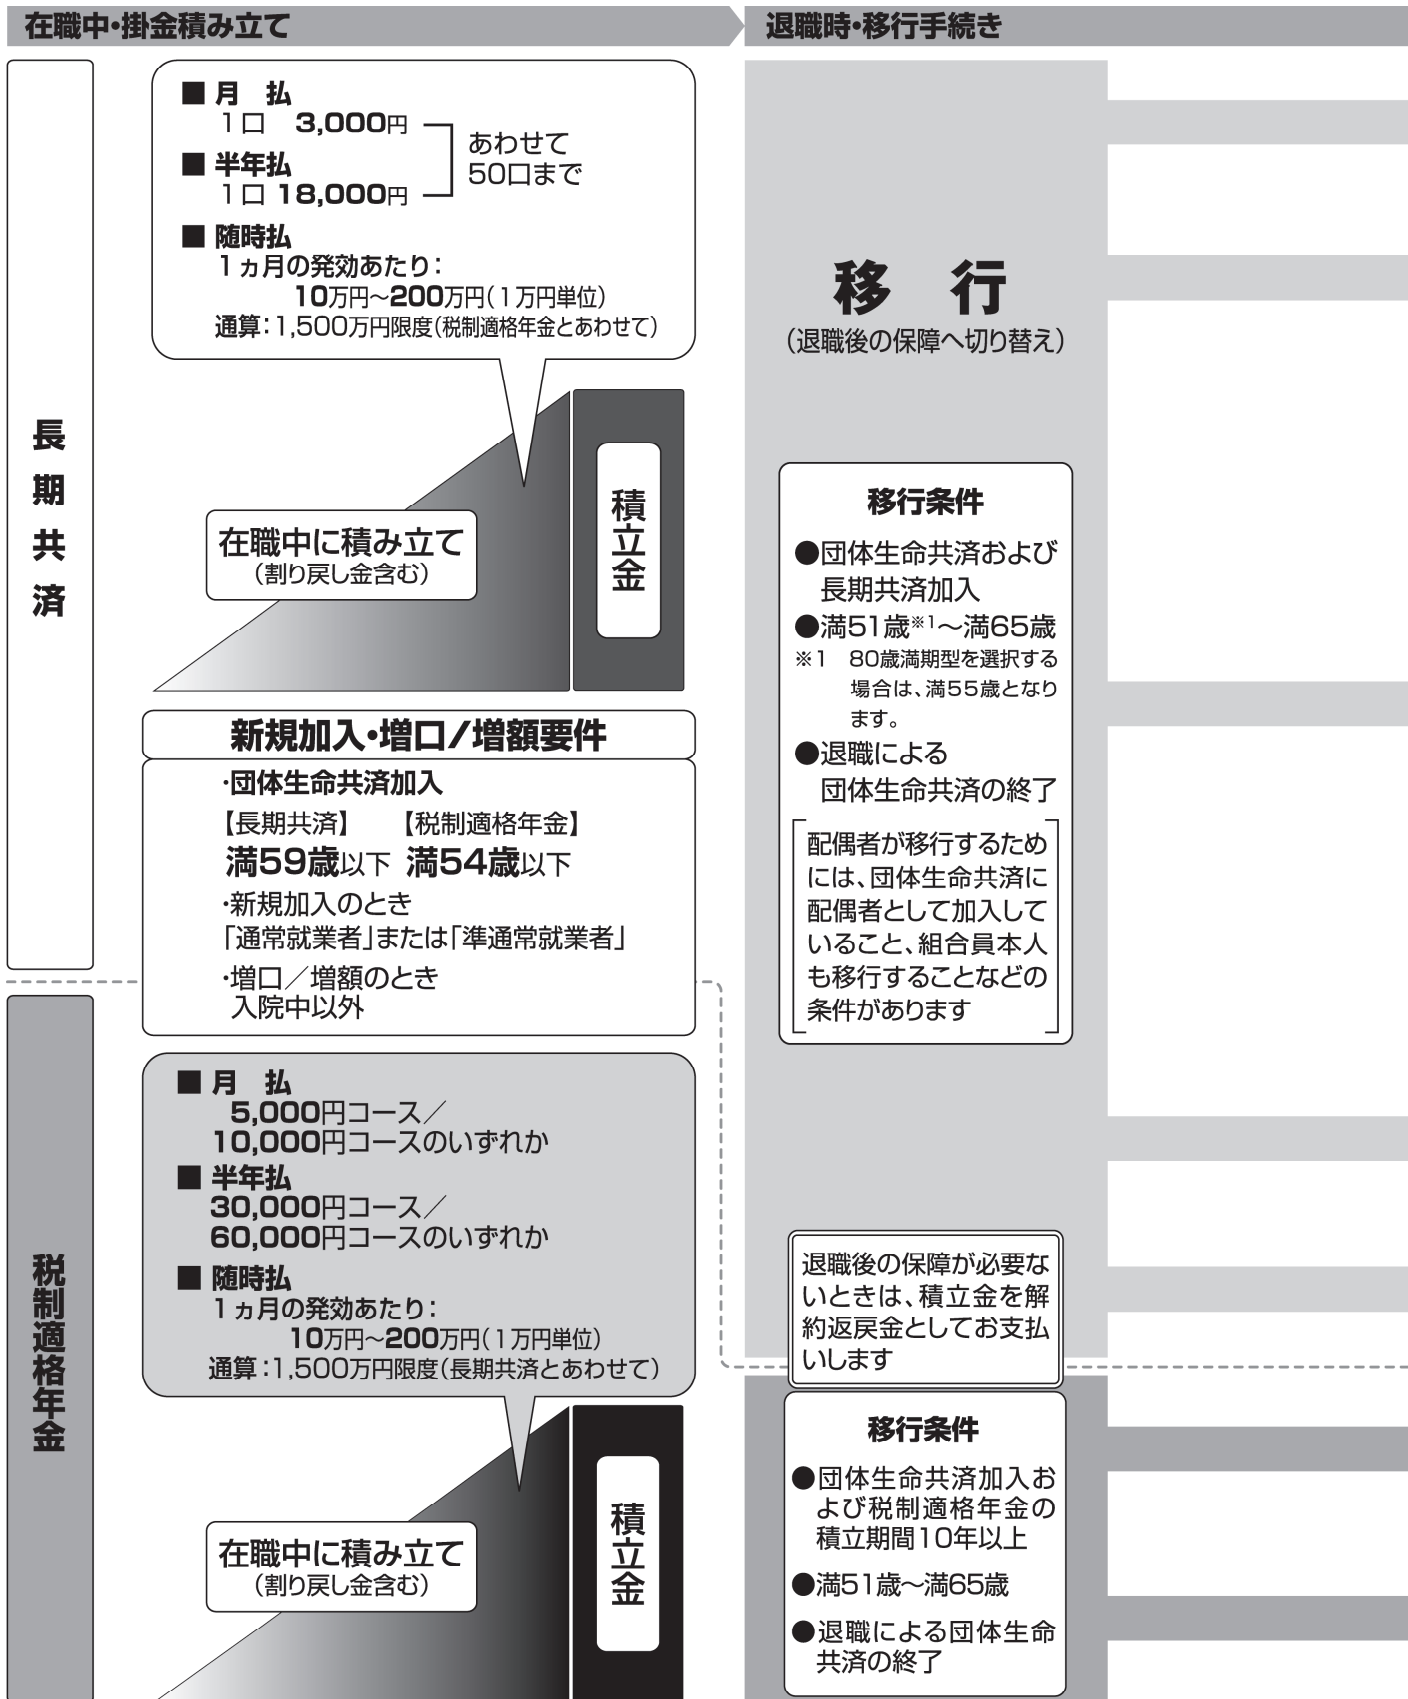 在職中・掛金積み立て
退職時・移行手続き
長期共済
■ 月　払
1口　3,000円
■ 半年払
1口 18,000円
あわせて
50口まで
■ 随時払
1ヵ月の発効あたり：
10万円～200万円（1万円単位）
通算：1,500万円限度（税制適格年金とあわせて）
在職中に積み立て
（割り戻し金含む）
積立金
新規加入・増口／増額要件
・団体生命共済加入
【長期共済】　【税制適格年金】
満59歳以下 満54歳以下
・新規加入のとき
「通常就業者」または「準通常就業者」
・増口／増額のとき
入院中以外
税制適格年金
■ 月　払
5,000円コース／
10,000円コースのいずれか
■ 半年払
30,000円コース／
60,000円コースのいずれか
■ 随時払
1ヵ月の発効あたり：
10万円～200万円（1万円単位）
通算：1,500万円限度（長期共済とあわせて）
在職中に積み立て
（割り戻し金含む）
積立金
移　行
（退職後の保障へ切り替え）
移行条件
●団体生命共済および
長期共済加入
●満51歳※1～満65歳
※1　80歳満期型を選択する
場合は、満55歳となり
ます。
●退職による
団体生命共済の終了
配偶者が移行するため
には、団体生命共済に
配偶者として加入して
いること、組合員本人
も移行することなどの
条件があります
退職後の保障が必要な
いときは、積立金を解
約返戻金としてお支払
いします
移行条件
●団体生命共済加入お
よび税制適格年金の
積立期間10年以上
●満51歳～満65歳
●退職による団体生命
共済の終了